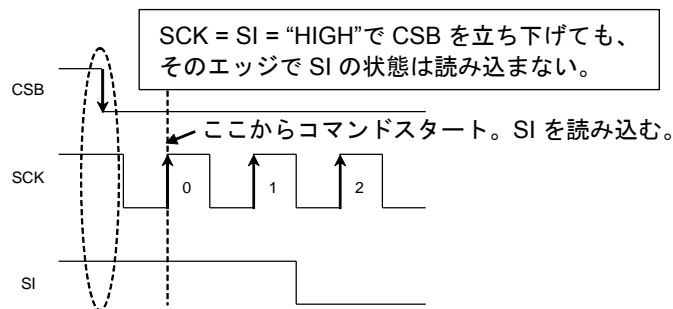 SCK = SI = “HIGH”で CSB を立ち下げても、
そのエッジで SI の状態は読み込まない。
CSB
ここからコマンドスタート。SI を読み込む。
SCK
0
1
2
SI